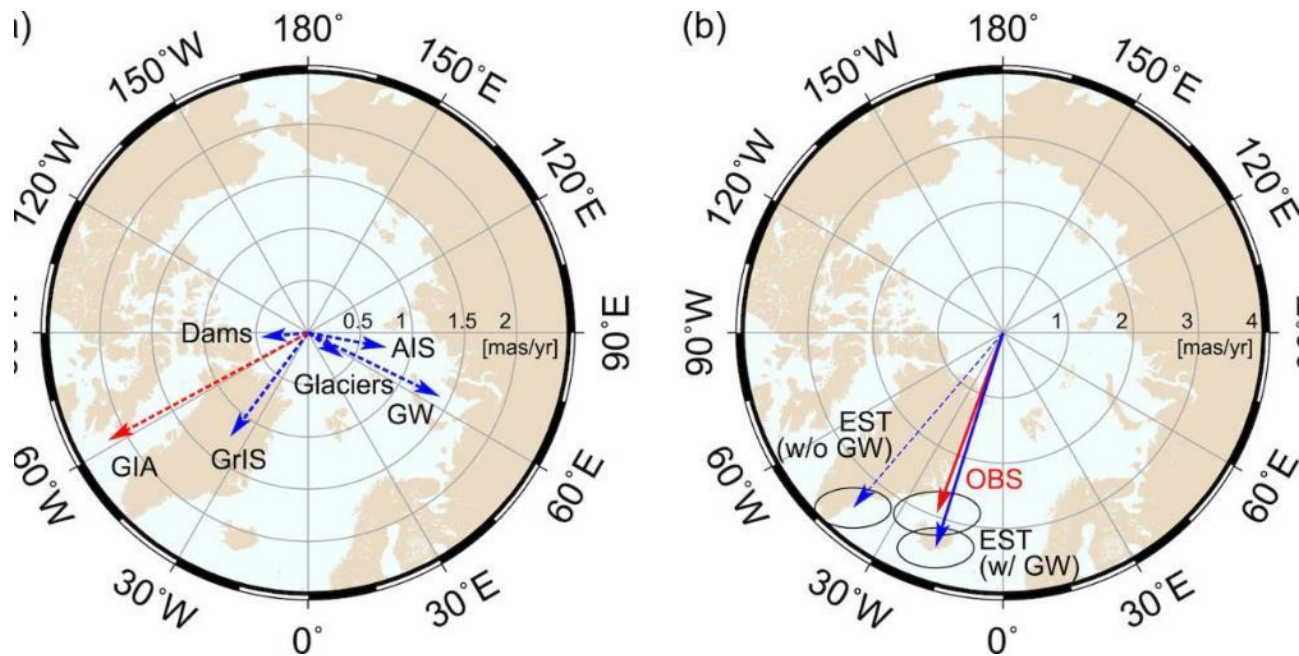 180°
150°W
150°E
120°W
120°E
90°E
60°W
60°E
30°W
30°E
0°
0.5
1
1.5
2
[mas/yr]
Dams
AIS
Glaciers
GW
GrIS
GIA
(b)
180°
150°W
150°E
120°W
120°E
90°W
60°W
60°E
30°W
30°E
0°
1
2
3
4
[mas/yr]
EST
(w/o GW)
OBS
EST
(w/ GW)